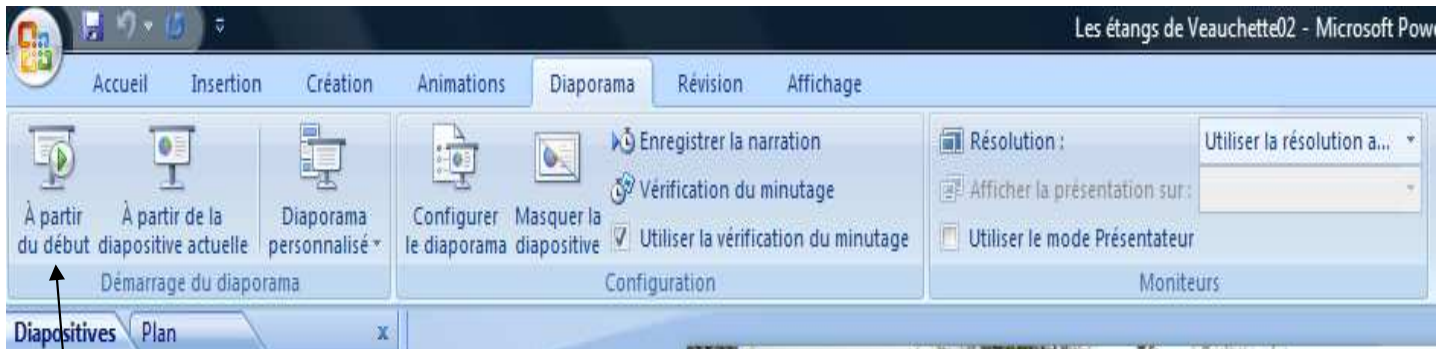 Les étangs de Veauchette02 - Microsoft Powe
Accueil Insertion Création Animations Diaporama Révision Affichage
À partir du début
À partir de la diapositive actuelle
Diaporama personnalisé
Configurer le diaporama
Masquer la diapositive
Enregistrer la narration
Vérification du minutage
Utiliser la vérification du minutage
Résolution : Utiliser la résolution a...
Afficher la présentation sur :
Utiliser le mode Présentateur
Démarrage du diaporama
Configuration
Moniteurs
Diapositives Plan x